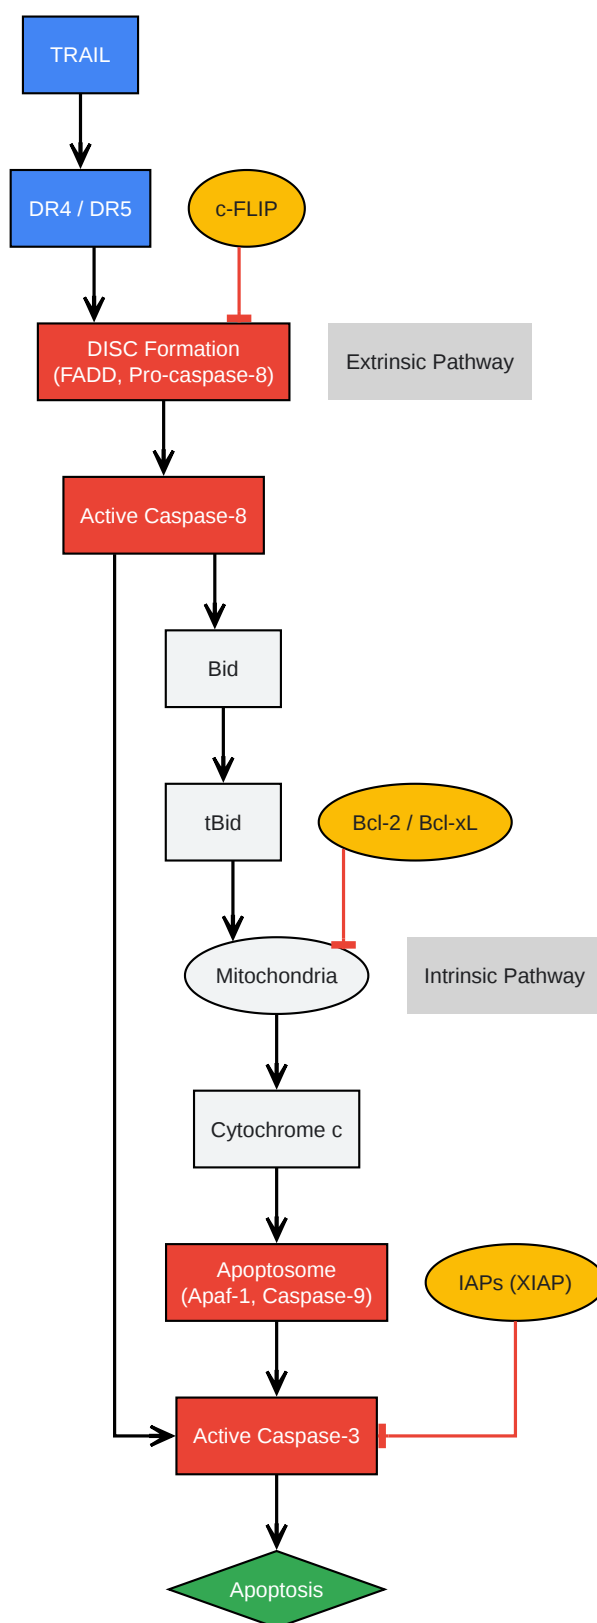 TRAIL
DR4 / DR5
c-FLIP
DISC Formation
(FADD, Pro-caspase-8)
Extrinsic Pathway
Active Caspase-8
Bid
tBid
Bcl-2 / Bcl-xL
Mitochondria
Intrinsic Pathway
Cytochrome c
Apoptosome
(Apaf-1, Caspase-9)
IAPs (XIAP)
Active Caspase-3
Apoptosis